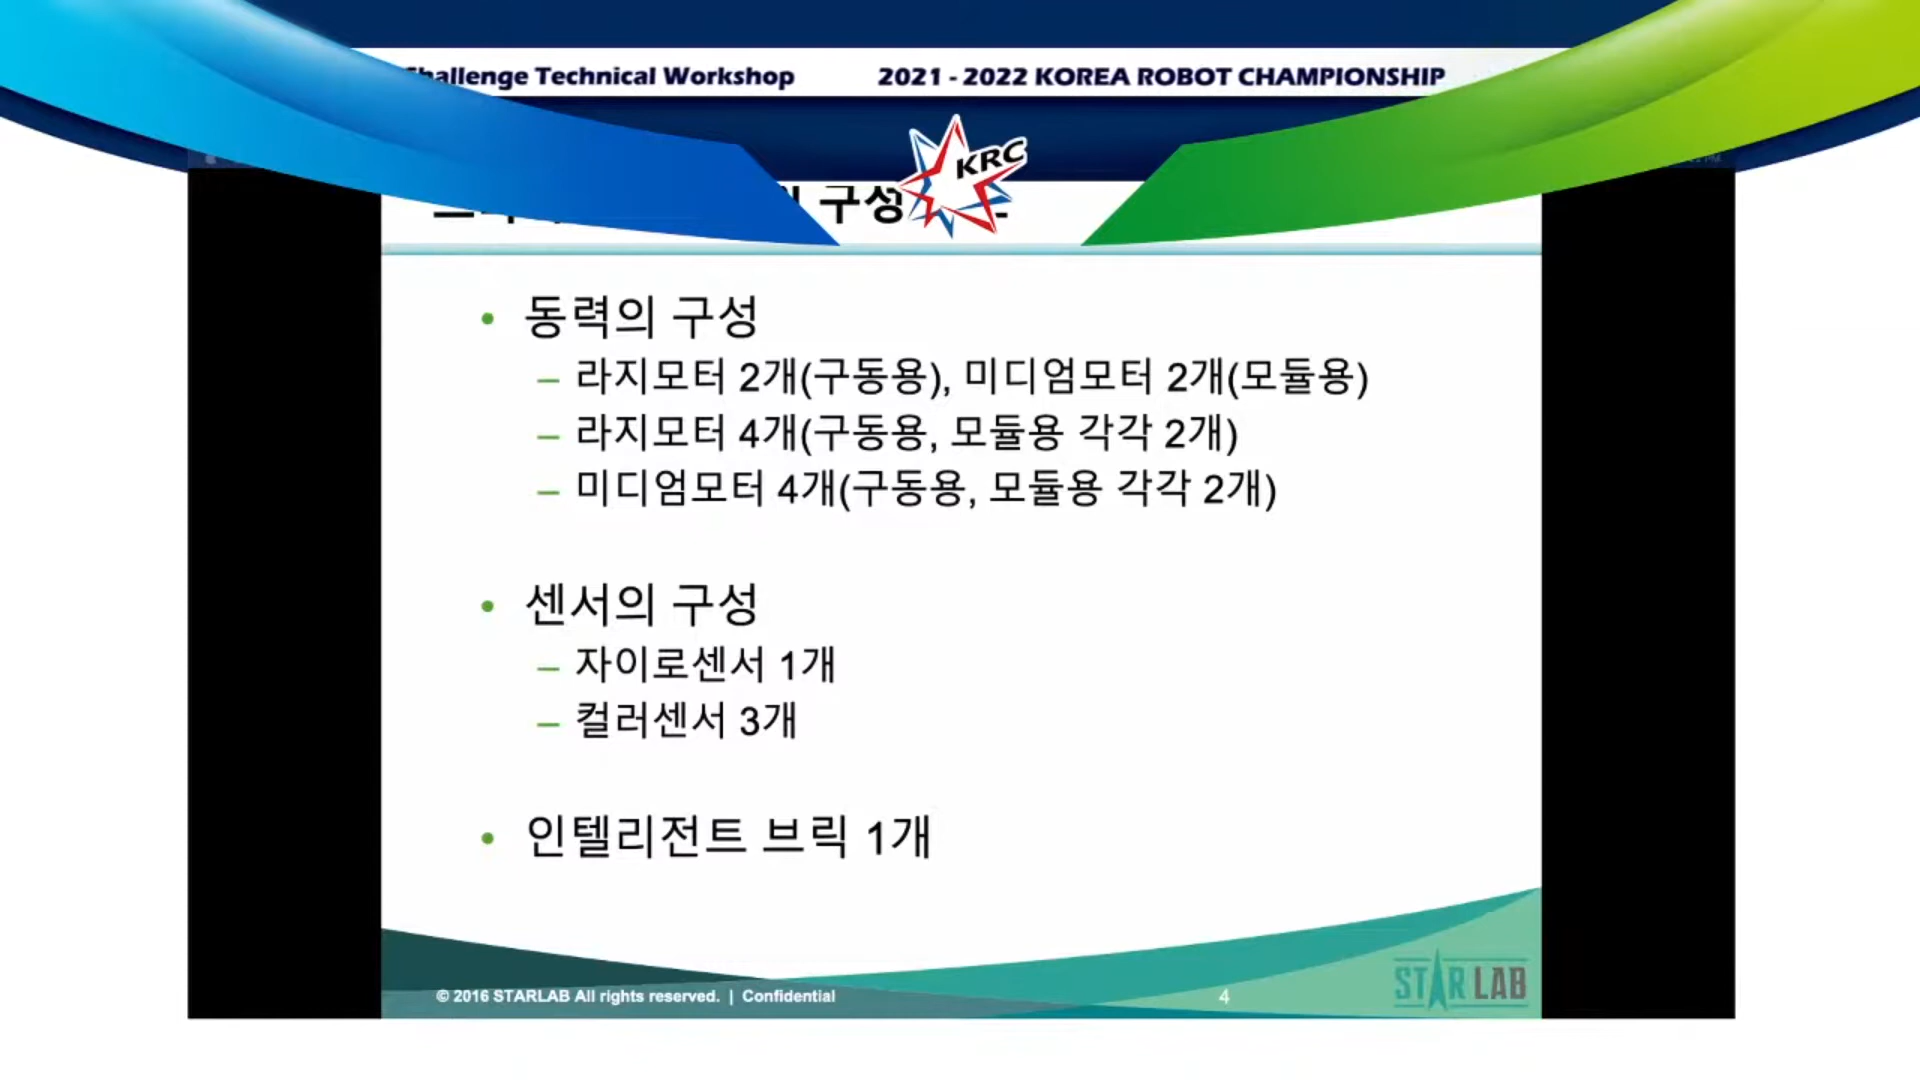 Challenge Technical Workshop
2021 - 2022 KOREA ROBOT CHAMPIONSHIP
KRC
구성
• 동력의 구성
– 라지모터 2개(구동용), 미디엄모터 2개(모듈용)
– 라지모터 4개(구동용, 모듈용 각각 2개)
– 미디엄모터 4개(구동용, 모듈용 각각 2개)
• 센서의 구성
– 자이로센서 1개
– 컬러센서 3개
• 인텔리전트 브릭 1개
© 2016 STARLAB All rights reserved. | Confidential
4
STAR LAB